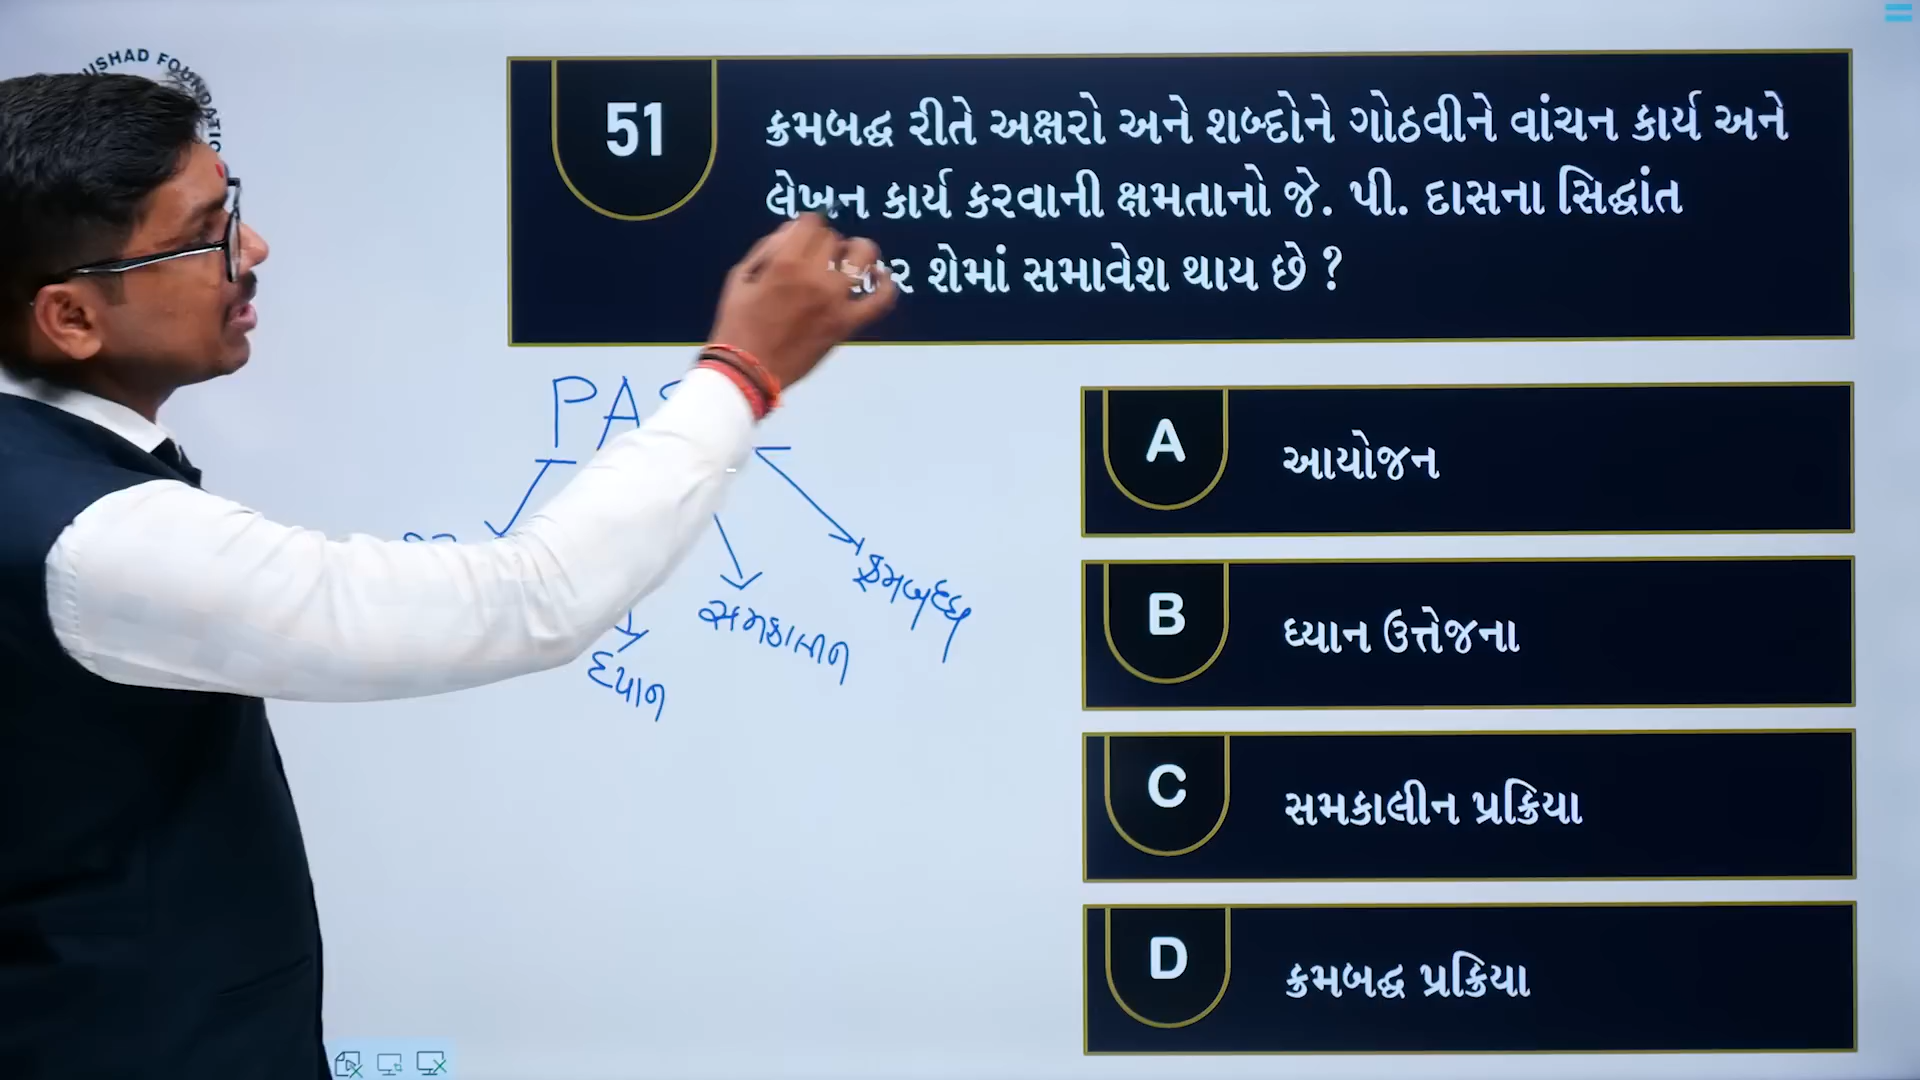 51
ક્રમબદ્ધ રીતે અક્ષરો અને શબ્દોને ગોઠવીને વાંચન કાર્ય અને
લેખન કાર્ય કરવાની ક્ષમતાનો જે. પી. દાસના સિદ્ધાંત
શેમાં સમાવેશ થાય છે ?
A
આયોજન
B
ધ્યાન ઉત્તેજના
C
સમકાલીન પ્રક્રિયા
D
ક્રમબદ્ધ પ્રક્રિયા
ધ્યાન
સમકાલીન
ક્રમબદ્ધ